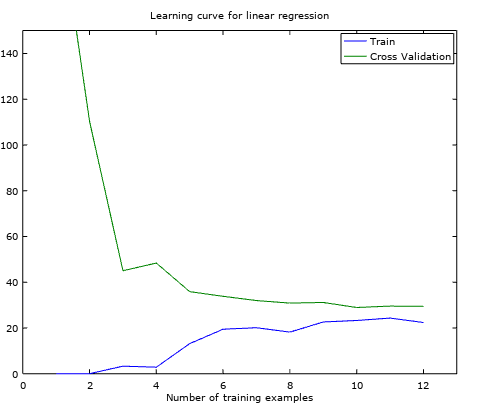 Learning curve for linear regression
Train
Cross Validation
140
120
100
80
60
40
20
0
0 2 4 6 8 10 12
Number of training examples